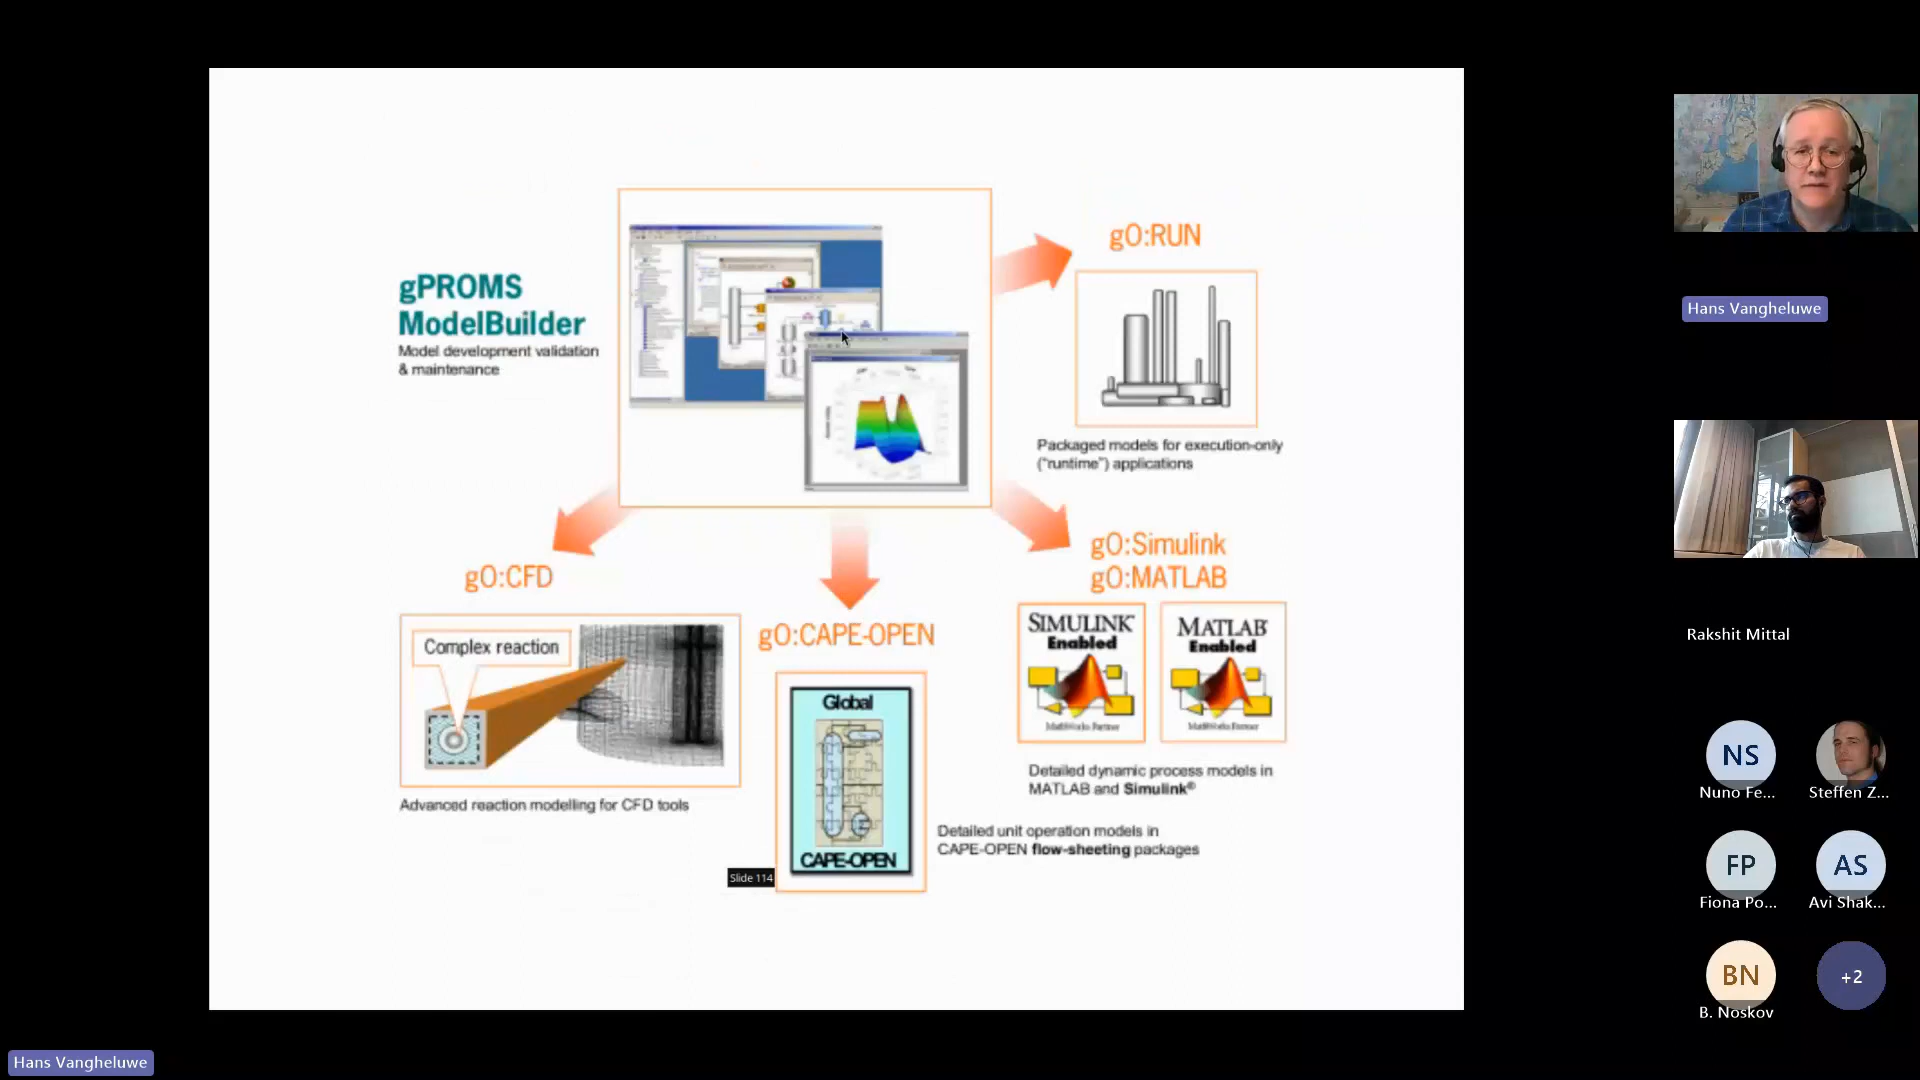 gPROMS
ModelBuilder
Model development validation
& maintenance
gO:RUN
Packaged models for execution-only
("runtime") applications
gO:Simulink
gO:MATLAB
SIMULINK
Enabled
MathWorks Partner
MATLAB
Enabled
MathWorks Partner
Detailed dynamic process models in
MATLAB and Simulink®
gO:CFD
Complex reaction
Advanced reaction modelling for CFD tools
gO:CAPE-OPEN
Global
CAPE-OPEN
Detailed unit operation models in
CAPE-OPEN flow-sheeting packages
Slide 114
Hans Vangheluwe
Rakshit Mittal
NS
Nuno Fe...
Steffen Z...
FP
Fiona Po...
AS
Avi Shak...
BN
B. Noskov
+2
Hans Vangheluwe